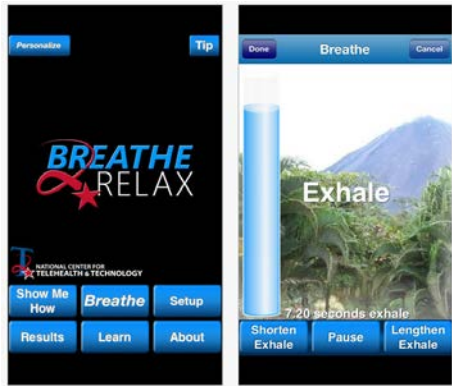 Personalize
Tip
BREATHE
2
RELAX
NATIONAL CENTER FOR
TELEHEALTH & TECHNOLOGY
Show Me
How
Breathe
Setup
Results
Learn
About
Done
Breathe
Cancel
Exhale
7.20 seconds exhale
Shorten
Exhale
Pause
Lengthen
Exhale